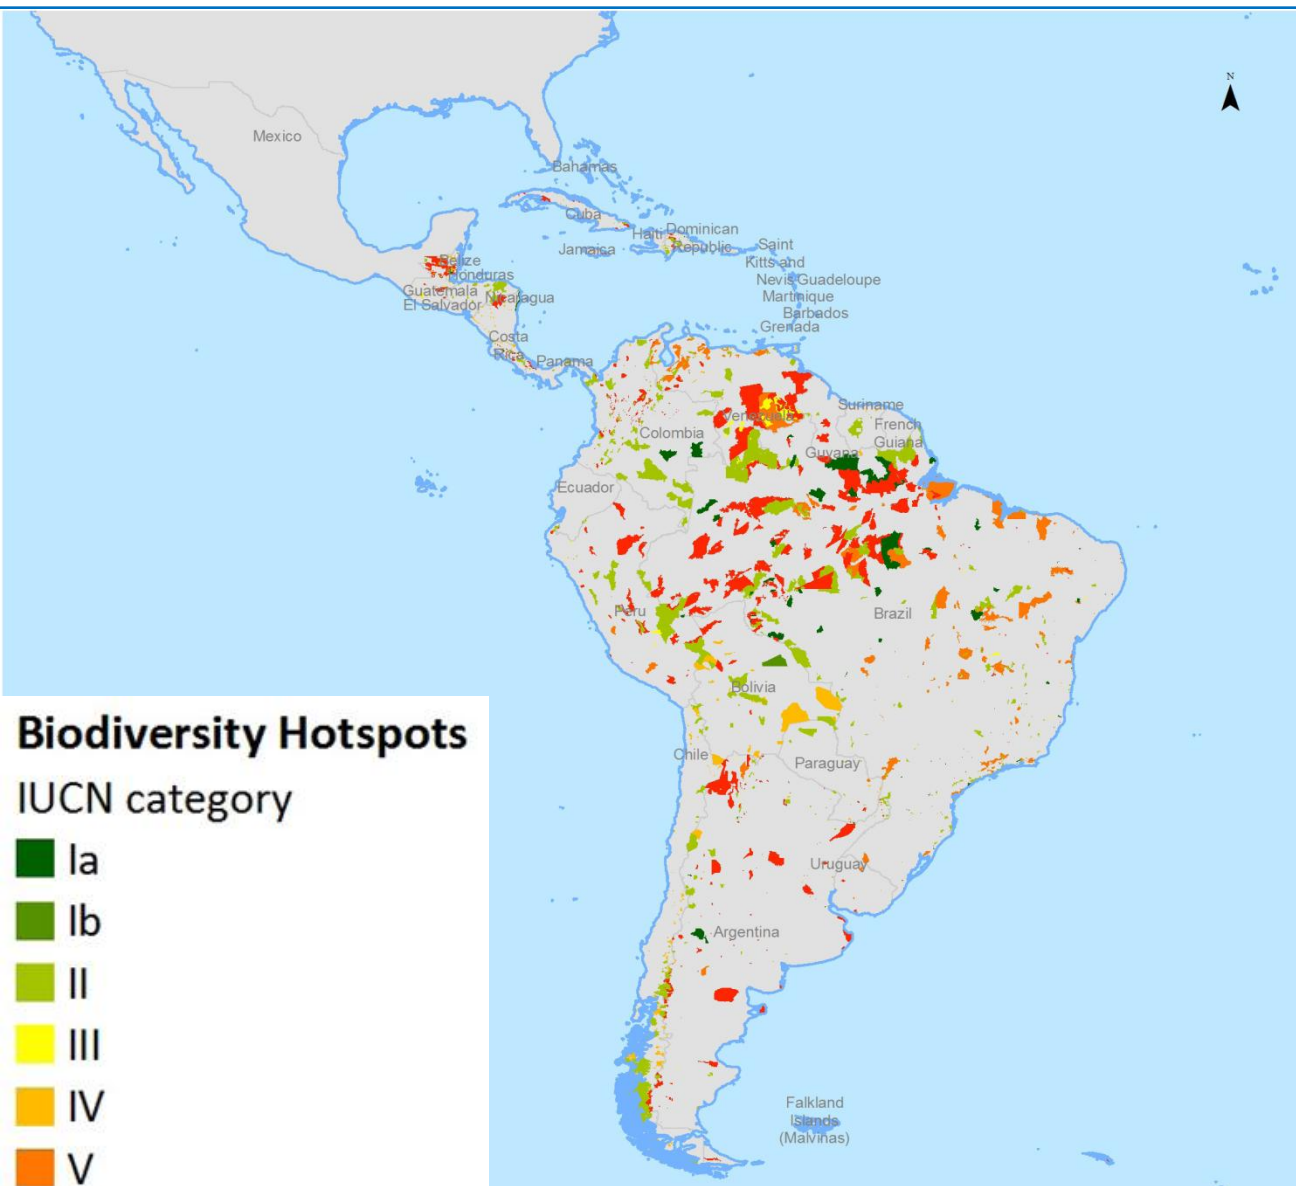 N
Mexico
Bahamas
Cuba
Haiti
Dominican
Republic
Jamaica
Saint
Kitts and
Nevis
Guadeloupe
Martinique
Barbados
Grenada
Belize
Honduras
Guatemala
El Salvador
Nicaragua
Costa
Rica
Panama
Venezuela
Suriname
French
Guiana
Guyana
Colombia
Ecuador
Peru
Brazil
Bolivia
Chile
Paraguay
Uruguay
Argentina
Falkland
Islands
(Malvinas)
Biodiversity Hotspots
IUCN category
Ia
Ib
II
III
IV
V